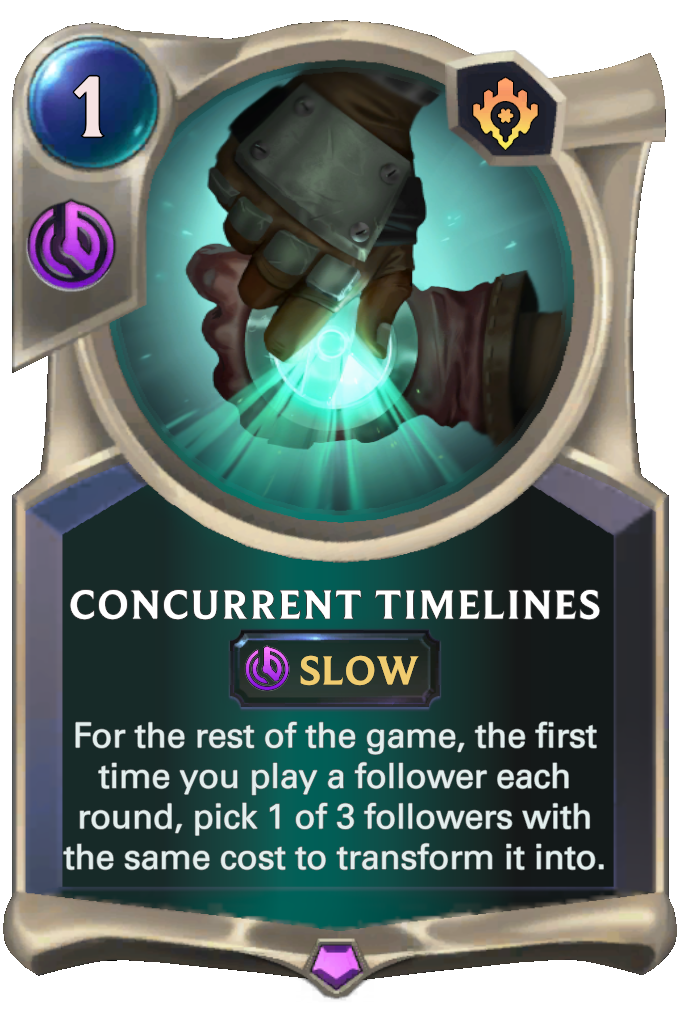 1
CONCURRENT TIMELINES
SLOW
For the rest of the game, the first
time you play a follower each
round, pick 1 of 3 followers with
the same cost to transform it into.